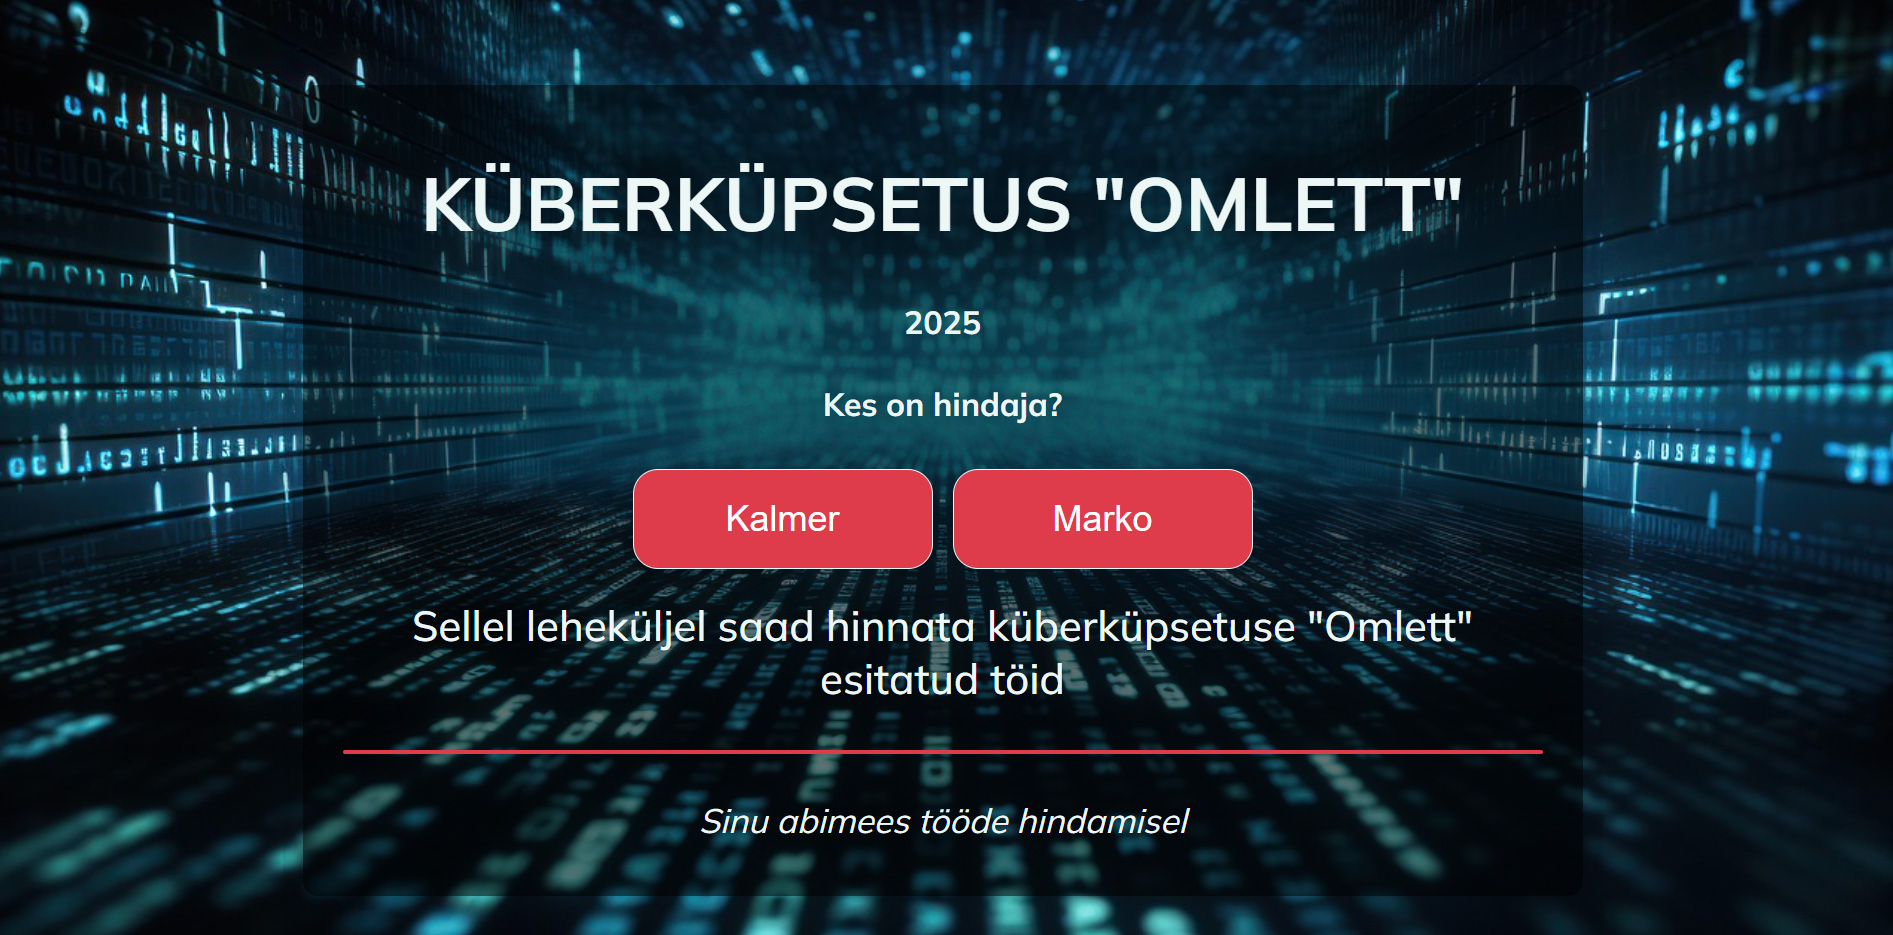 KÜBERKÜPSETUS "OMLETT"
2025
Kes on hindaja?
Kalmer
Marko
Sellel leheküljel saad hinnata küberküpsetuse "Omlett"
esitatud töid
Sinu abimees tööde hindamisel